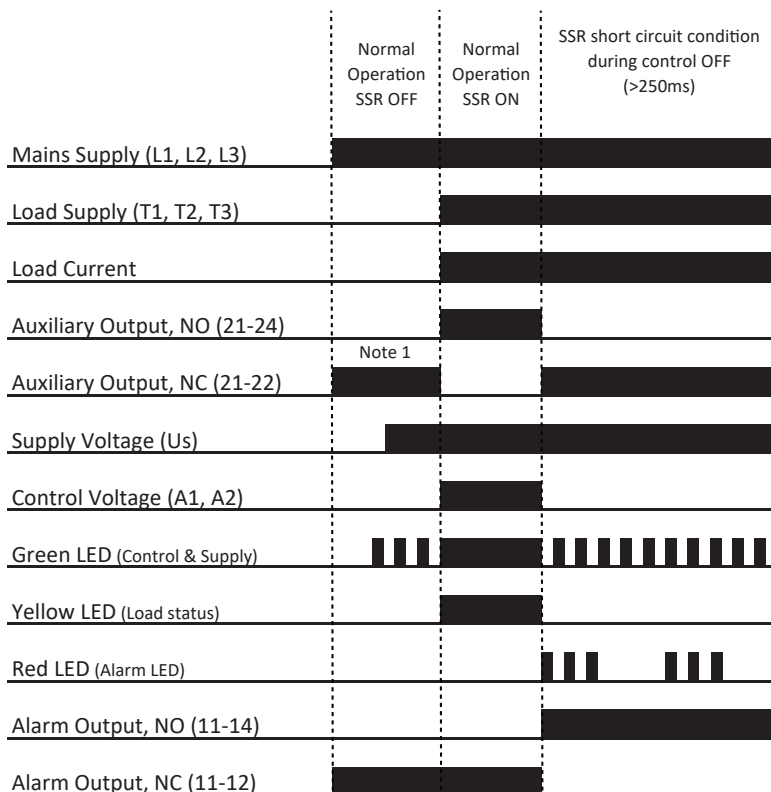 Normal
Operation
SSR OFF
Normal
Operation
SSR ON
SSR short circuit condition
during control OFF
(>250ms)
Mains Supply (L1, L2, L3)
Load Supply (T1, T2, T3)
Load Current
Auxiliary Output, NO (21-24)
Note 1
Auxiliary Output, NC (21-22)
Supply Voltage (Us)
Control Voltage (A1, A2)
Green LED (Control & Supply)
Yellow LED (Load status)
Red LED (Alarm LED)
Alarm Output, NO (11-14)
Alarm Output, NC (11-12)